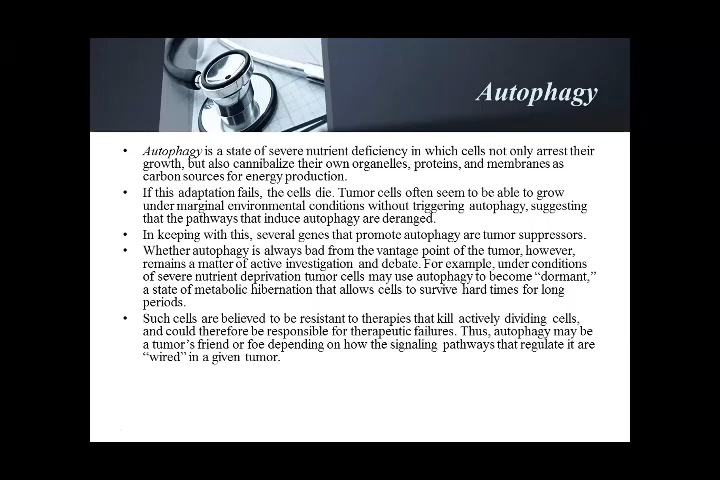 Autophagy
• Autophagy is a state of severe nutrient deficiency in which cells not only arrest their
growth, but also cannibalize their own organelles, proteins, and membranes as
carbon sources for energy production.
• If this adaptation fails, the cells die. Tumor cells often seem to be able to grow
under marginal environmental conditions without triggering autophagy, suggesting
that the pathways that induce autophagy are deranged.
• In keeping with this, several genes that promote autophagy are tumor suppressors.
• Whether autophagy is always bad from the vantage point of the tumor, however,
remains a matter of active investigation and debate. For example, under conditions
of severe nutrient deprivation tumor cells may use autophagy to become “dormant,”
a state of metabolic hibernation that allows cells to survive hard times for long
periods.
• Such cells are believed to be resistant to therapies that kill actively dividing cells,
and could therefore be responsible for therapeutic failures. Thus, autophagy may be
a tumor’s friend or foe depending on how the signaling pathways that regulate it are
“wired” in a given tumor.